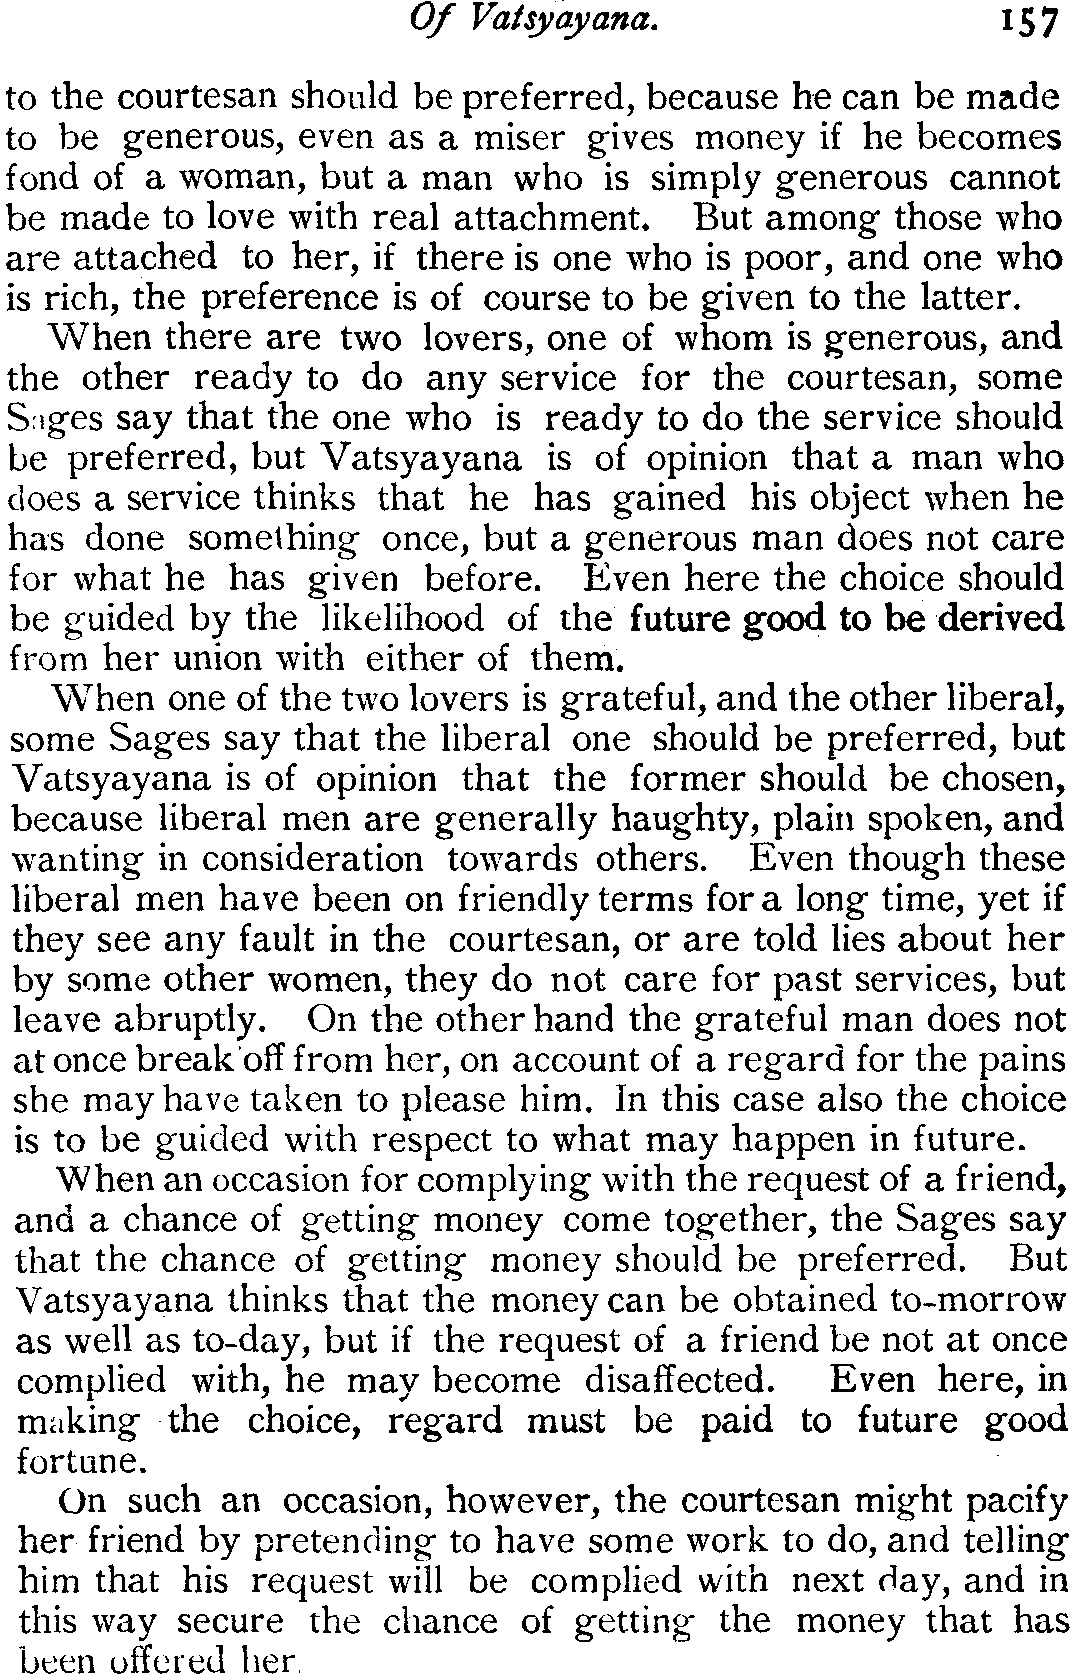 Of Vatsyayana. 157
to the courtesan should be preferred, because he can be made
to be generous, even as a miser gives money if he becomes
fond of a woman, but a man who is simply generous cannot
be made to love with real attachment. But among those who
are attached to her, if there is one who is poor, and one who
is rich, the preference is of course to be given to the latter.
When there are two lovers, one of whom is generous, and
the other ready to do any service for the courtesan, some
Sages say that the one who is ready to do the service should
be preferred, but Vatsyayana is of opinion that a man who
does a service thinks that he has gained his object when he
has done something once, but a generous man does not care
for what he has given before. Even here the choice should
be guided by the likelihood of the future good to be derived
from her union with either of them.
When one of the two lovers is grateful, and the other liberal,
some Sages say that the liberal one should be preferred, but
Vatsyayana is of opinion that the former should be chosen,
because liberal men are generally haughty, plain spoken, and
wanting in consideration towards others. Even though these
liberal men have been on friendly terms for a long time, yet if
they see any fault in the courtesan, or are told lies about her
by some other women, they do not care for past services, but
leave abruptly. On the other hand the grateful man does not
at once break off from her, on account of a regard for the pains
she may have taken to please him. In this case also the choice
is to be guided with respect to what may happen in future.
When an occasion for complying with the request of a friend,
and a chance of getting money come together, the Sages say
that the chance of getting money should be preferred. But
Vatsyayana thinks that the money can be obtained to-morrow
as well as to-day, but if the request of a friend be not at once
complied with, he may become disaffected. Even here, in
making the choice, regard must be paid to future good
fortune.
On such an occasion, however, the courtesan might pacify
her friend by pretending to have some work to do, and telling
him that his request will be complied with next day, and in
this way secure the chance of getting the money that has
been offered her.